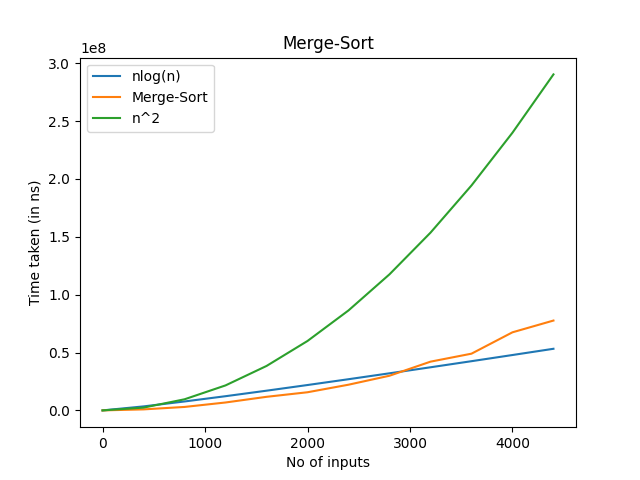 Merge-Sort
1e8
nlog(n)
Merge-Sort
n^2
3.0
2.5
2.0
1.5
1.0
0.5
0.0
Time taken (in ns)
0 1000 2000 3000 4000
No of inputs